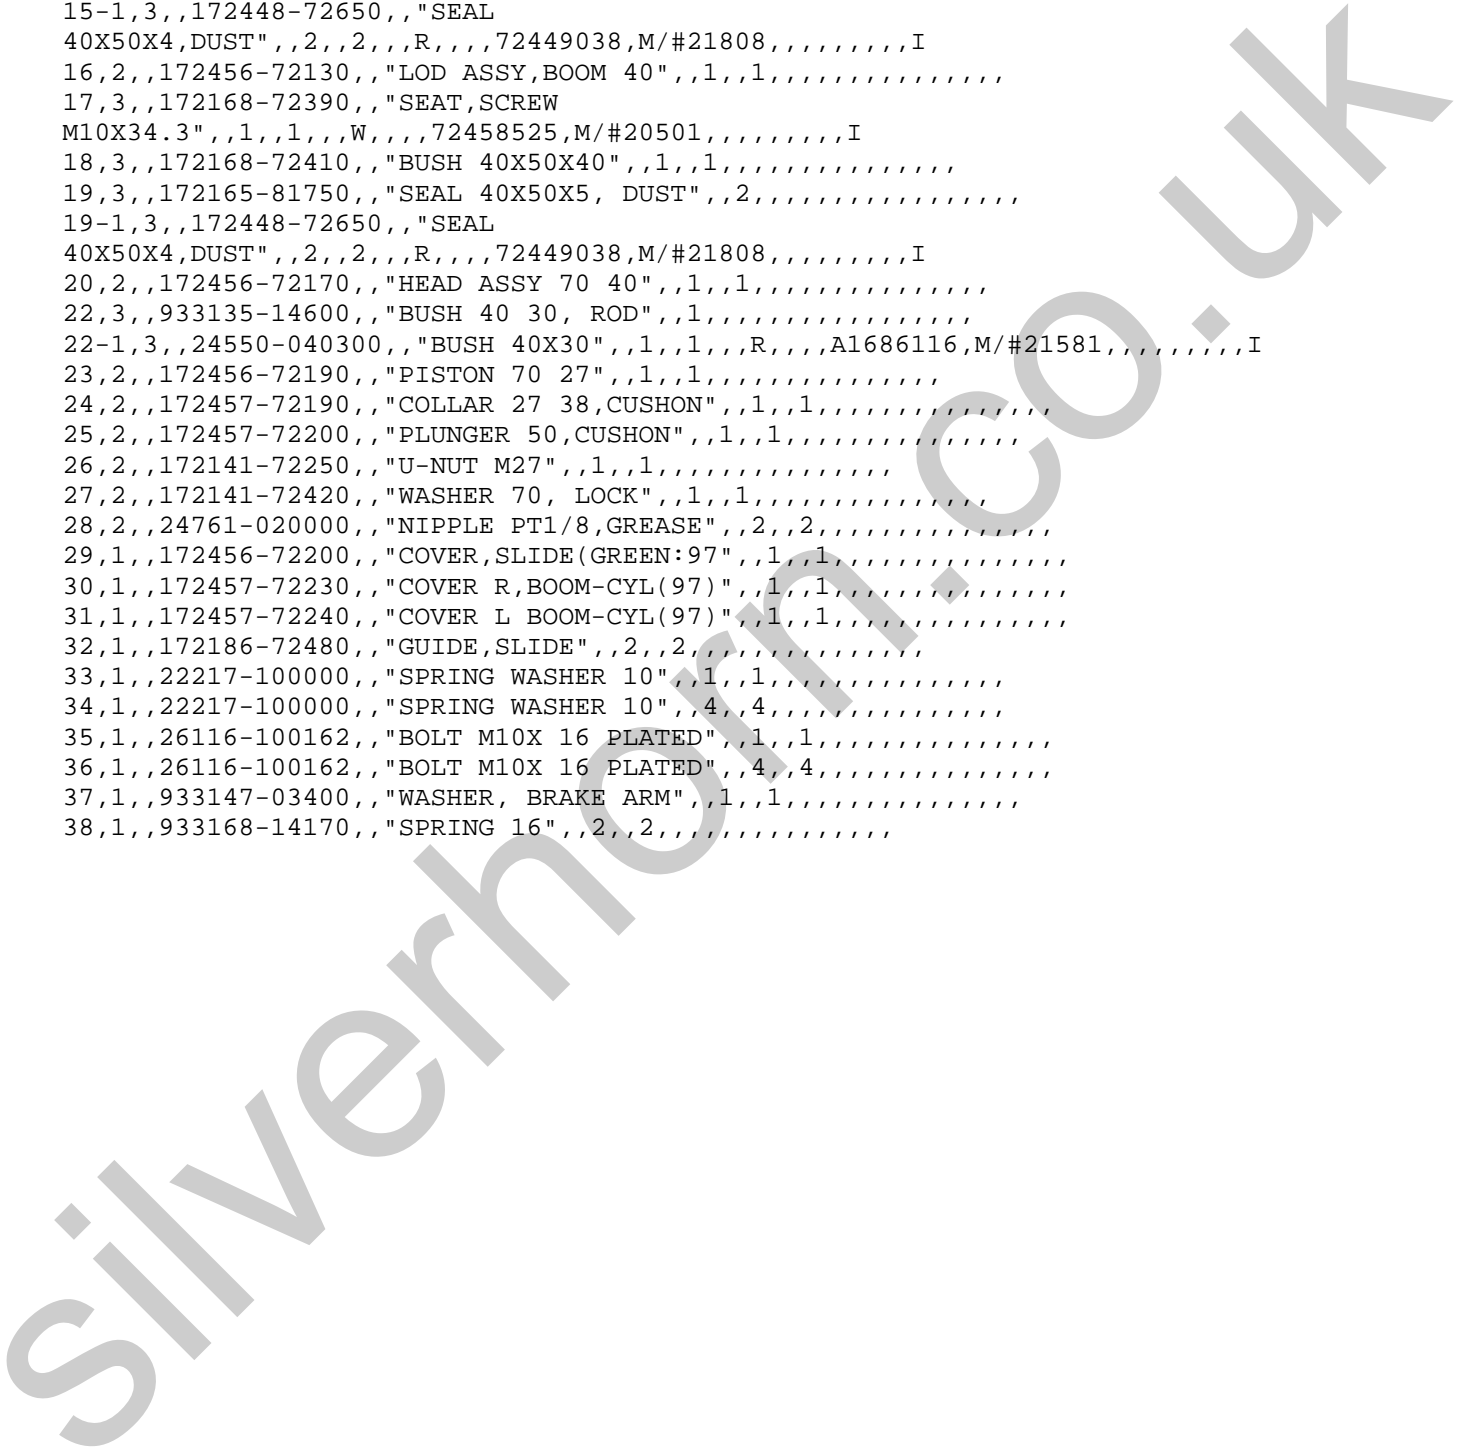 15-1,3,,172448-72650,,"SEAL
40X50X4,DUST",,2,,2,,,R,,,,72449038,M/#21808,,,,,,,,,I
16,2,,172456-72130,,"LOD ASSY,BOOM 40",,1,,1,,,,,,,,,,,,,,,
17,3,,172168-72390,,"SEAT,SCREW
M10X34.3",,1,,1,,,W,,,,72458525,M/#20501,,,,,,,,,I
18,3,,172168-72410,,"BUSH 40X50X40",,1,,1,,,,,,,,,,,,,,,
19,3,,172165-81750,,"SEAL 40X50X5, DUST",,2,,,,,,,,,,,,,,,,,
19-1,3,,172448-72650,,"SEAL
40X50X4,DUST",,2,,2,,,R,,,,72449038,M/#21808,,,,,,,,,I
20,2,,172456-72170,,"HEAD ASSY 70 40",,1,,1,,,,,,,,,,,,,,,
22,3,,933135-14600,,"BUSH 40 30, ROD",,1,,,,,,,,,,,,,,,,,
22-1,3,,24550-040300,,"BUSH 40X30",,1,,1,,,R,,,,A1686116,M/#21581,,,,,,,,,I
23,2,,172456-72190,,"PISTON 70 27",,1,,1,,,,,,,,,,,,,,,
24,2,,172457-72190,,"COLLAR 27 38,CUSHON",,1,,1,,,,,,,,,,,,,,,
25,2,,172457-72200,,"PLUNGER 50,CUSHON",,1,,1,,,,,,,,,,,,,,,
26,2,,172141-72250,,"U-NUT M27",,1,,1,,,,,,,,,,,,,,,
27,2,,172141-72420,,"WASHER 70, LOCK",,1,,1,,,,,,,,,,,,,,,
28,2,,24761-020000,,"NIPPLE PT1/8,GREASE",,2,,2,,,,,,,,,,,,,,,
29,1,,172456-72200,,"COVER,SLIDE(GREEN:97",,1,,1,,,,,,,,,,,,,,,
30,1,,172457-72230,,"COVER R,BOOM-CYL(97)",,1,,1,,,,,,,,,,,,,,,
31,1,,172457-72240,,"COVER L BOOM-CYL(97)",,1,,1,,,,,,,,,,,,,,,
32,1,,172186-72480,,"GUIDE,SLIDE",,2,,2,,,,,,,,,,,,,,,
33,1,,22217-100000,,"SPRING WASHER 10",,1,,1,,,,,,,,,,,,,,,
34,1,,22217-100000,,"SPRING WASHER 10",,4,,4,,,,,,,,,,,,,,,
35,1,,26116-100162,,"BOLT M10X 16 PLATED",,1,,1,,,,,,,,,,,,,,,
36,1,,26116-100162,,"BOLT M10X 16 PLATED",,4,,4,,,,,,,,,,,,,,,
37,1,,933147-03400,,"WASHER, BRAKE ARM",,1,,1,,,,,,,,,,,,,,,
38,1,,933168-14170,,"SPRING 16",,2,,2,,,,,,,,,,,,,,,
silverhorn.co.uk